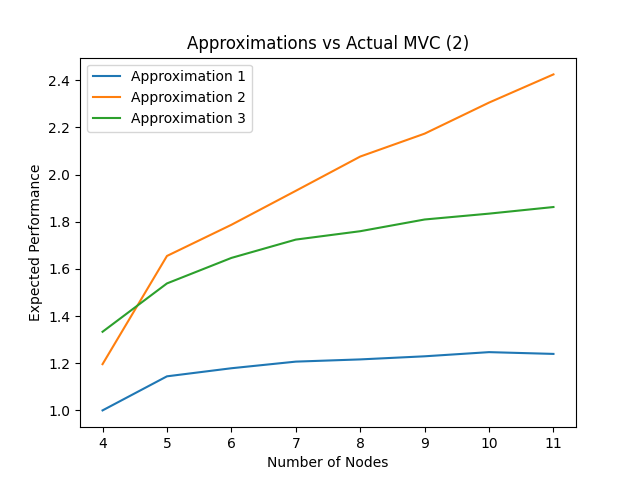 Approximations vs Actual MVC (2)
Approximation 1
Approximation 2
Approximation 3
Expected Performance
2.4
2.2
2.0
1.8
1.6
1.4
1.2
1.0
4 5 6 7 8 9 10 11
Number of Nodes